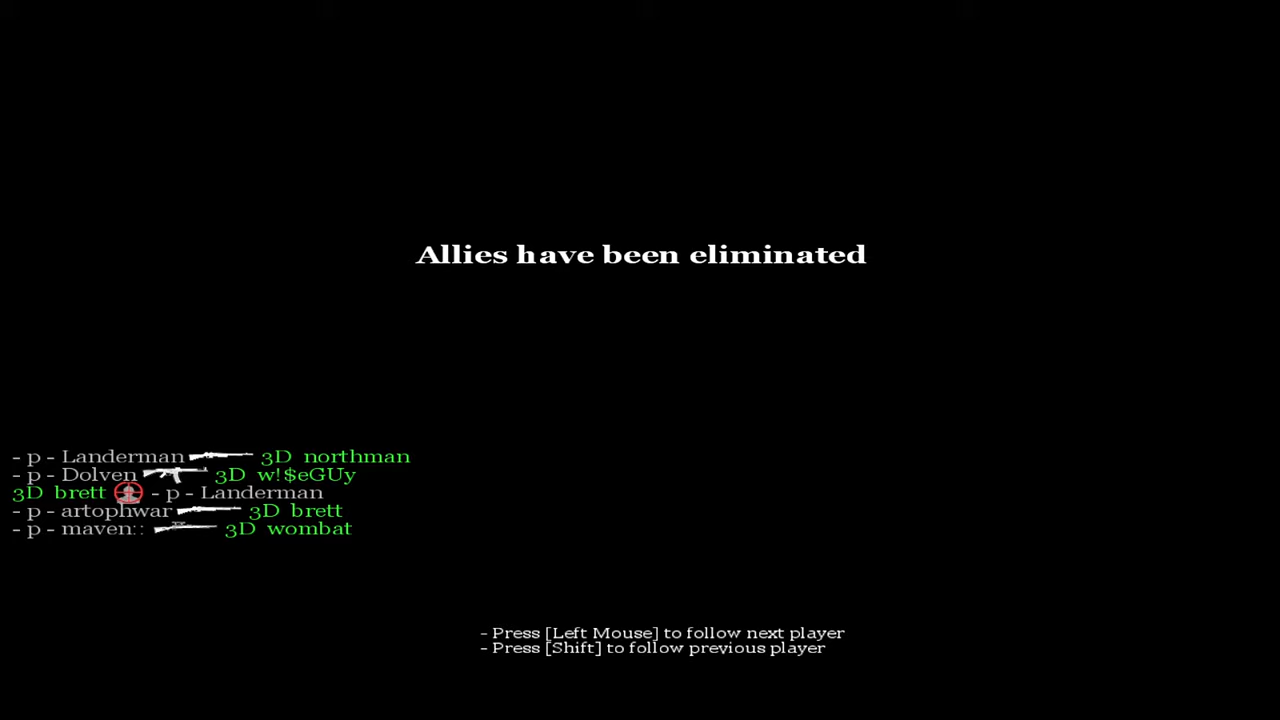 Allies have been eliminated
- p - Landerman 3D northman
- p - Dolven 3D w!$eGUy
3D brett - p - Landerman
- p - artophwar 3D brett
- p - maven:: 3D wombat
- Press [Left Mouse] to follow next player
- Press [Shift] to follow previous player